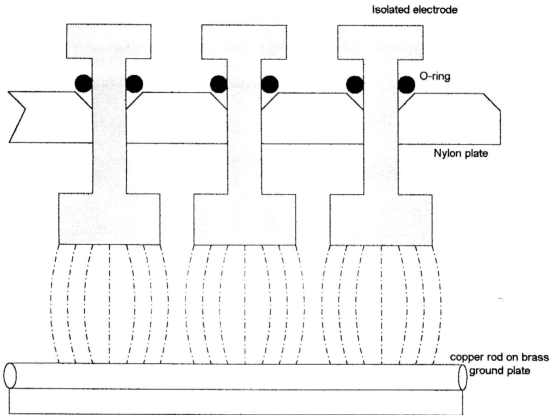 Isolated electrode
O-ring
Nylon plate
copper rod on brass
ground plate